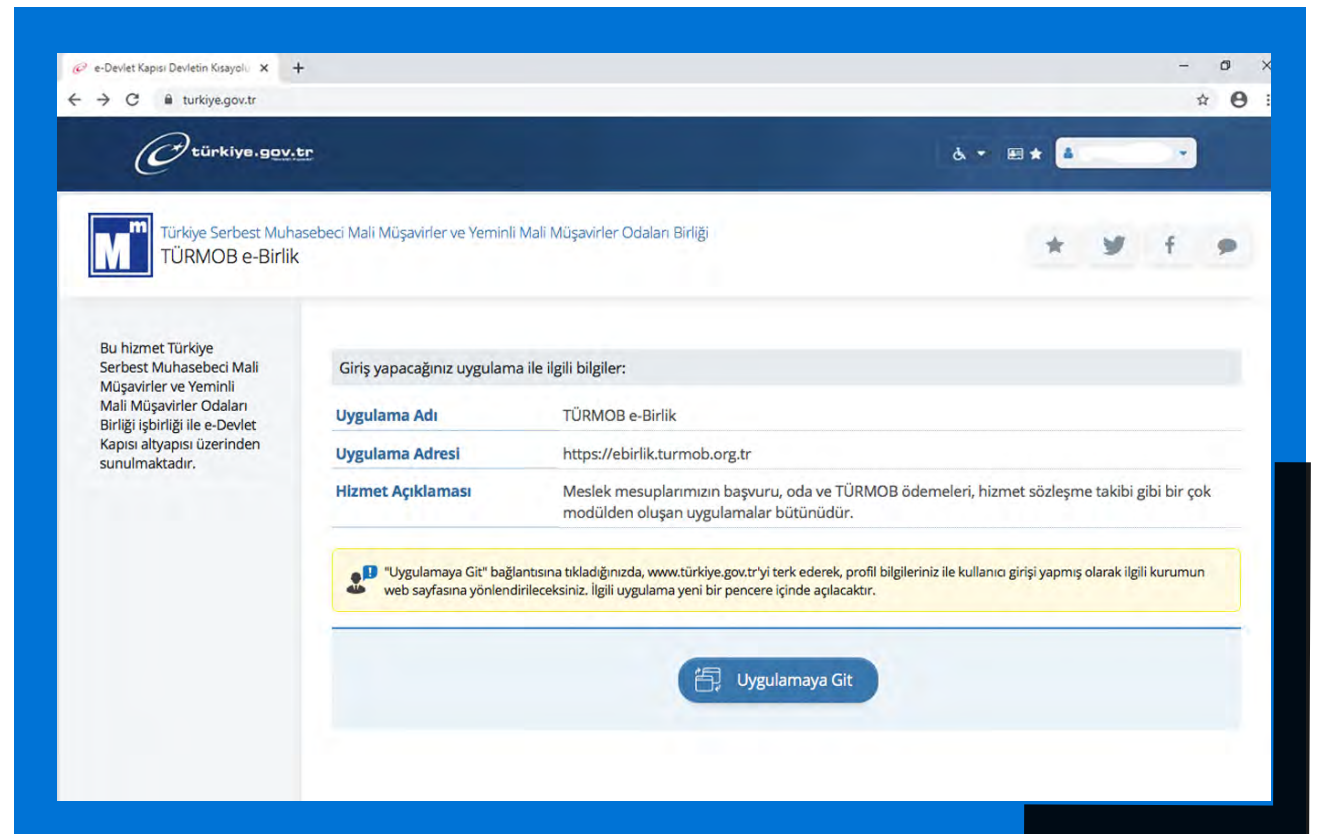 e-Devlet Kapısı Devletin Kısayolu
turkiye.gov.tr
türkiye.gov.tr
Mm
Türkiye Serbest Muhasebeci Mali Müşavirler ve Yeminli Mali Müşavirler Odaları Birliği
TÜRMOB e-Birlik
Bu hizmet Türkiye
Serbest Muhasebeci Mali
Müşavirler ve Yeminli
Mali Müşavirler Odaları
Birliği işbirliği ile e-Devlet
Kapısı altyapısı üzerinden
sunulmaktadır.
Giriş yapacağınız uygulama ile ilgili bilgiler:
Uygulama Adı TÜRMOB e-Birlik
Uygulama Adresi https://ebirlik.turmob.org.tr
Hizmet Açıklaması Meslek mesuplarımızın başvuru, oda ve TÜRMOB ödemeleri, hizmet sözleşme takibi gibi bir çok
modülden oluşan uygulamalar bütünüdür.
"Uygulamaya Git" bağlantısına tıkladığınızda, www.türkiye.gov.tr'yi terk ederek, profil bilgileriniz ile kullanıcı girişi yapmış olarak ilgili kurumun
web sayfasına yönlendirileceksiniz. İlgili uygulama yeni bir pencere içinde açılacaktır.
Uygulamaya Git